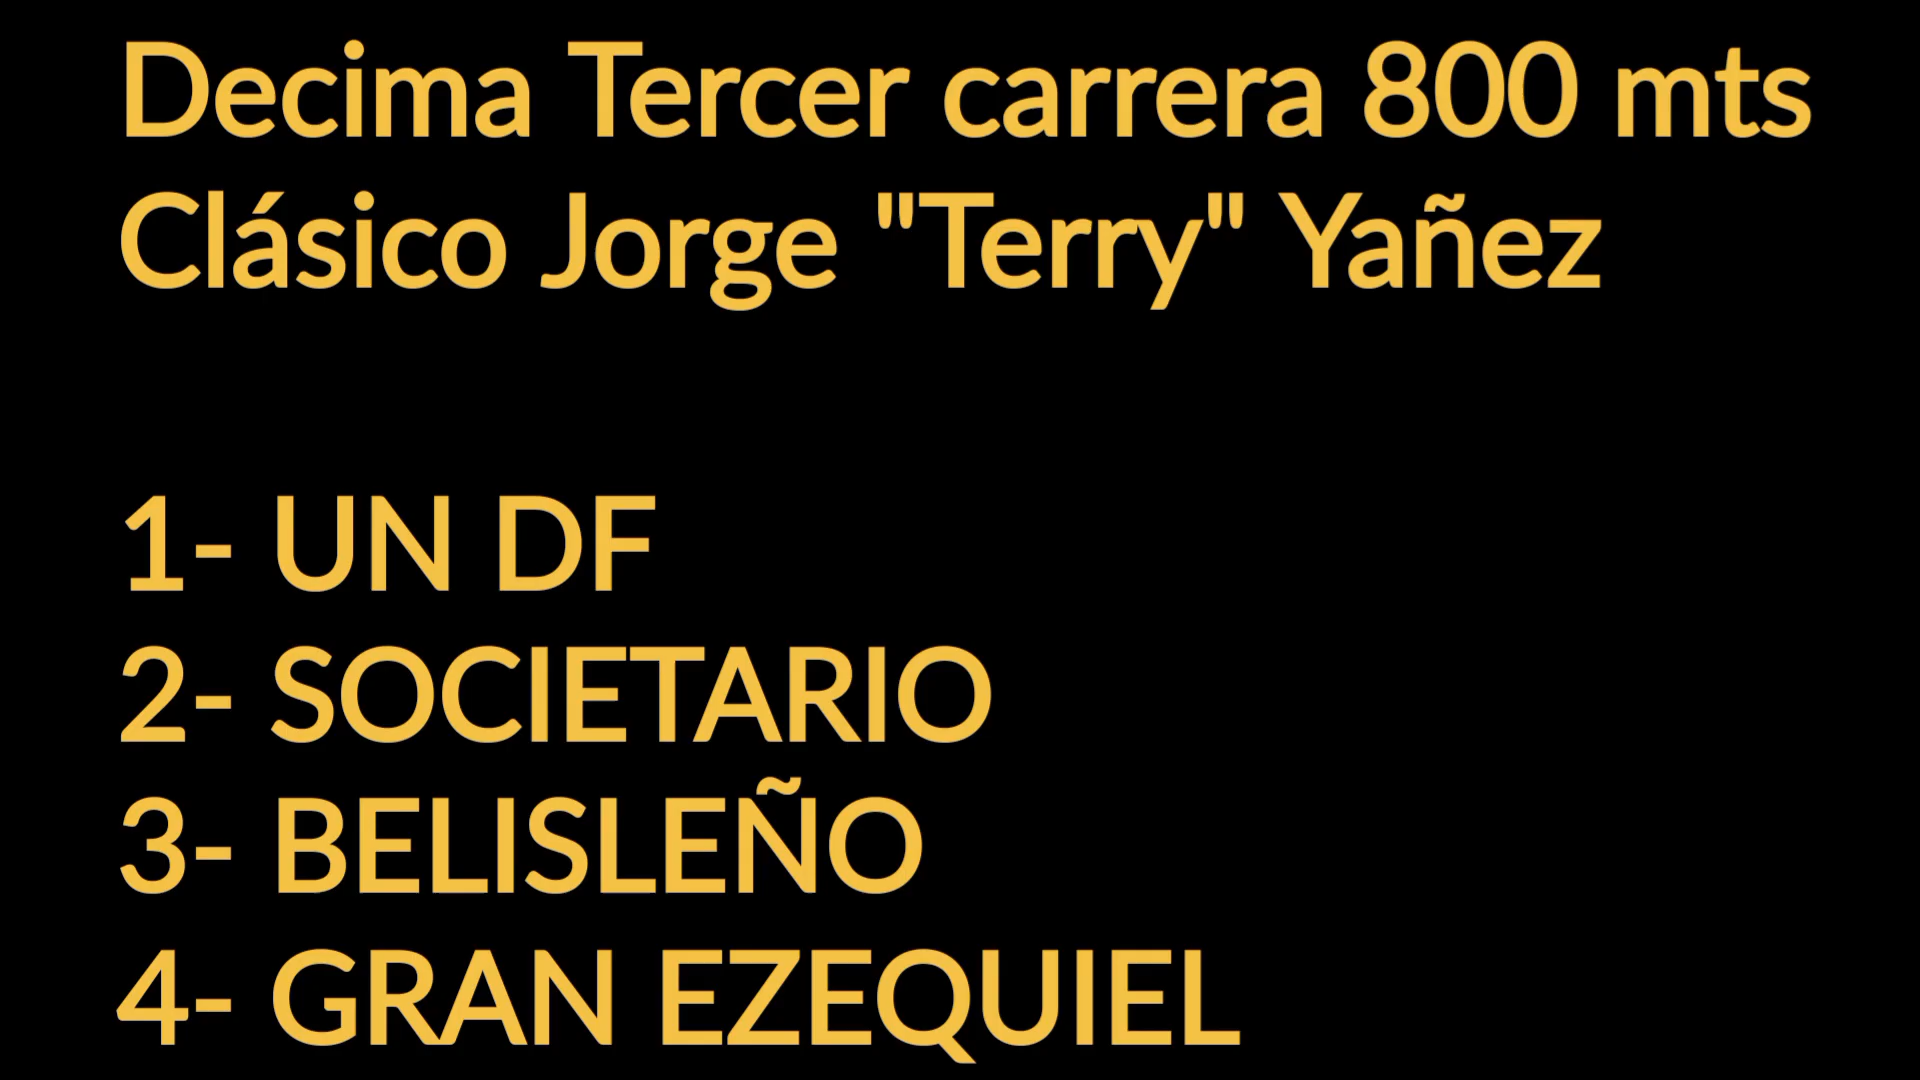 Decima Tercer carrera 800 mts
Clásico Jorge "Terry" Yañez
1- UN DF
2- SOCIETARIO
3- BELISLEÑO
4- GRAN EZEQUIEL